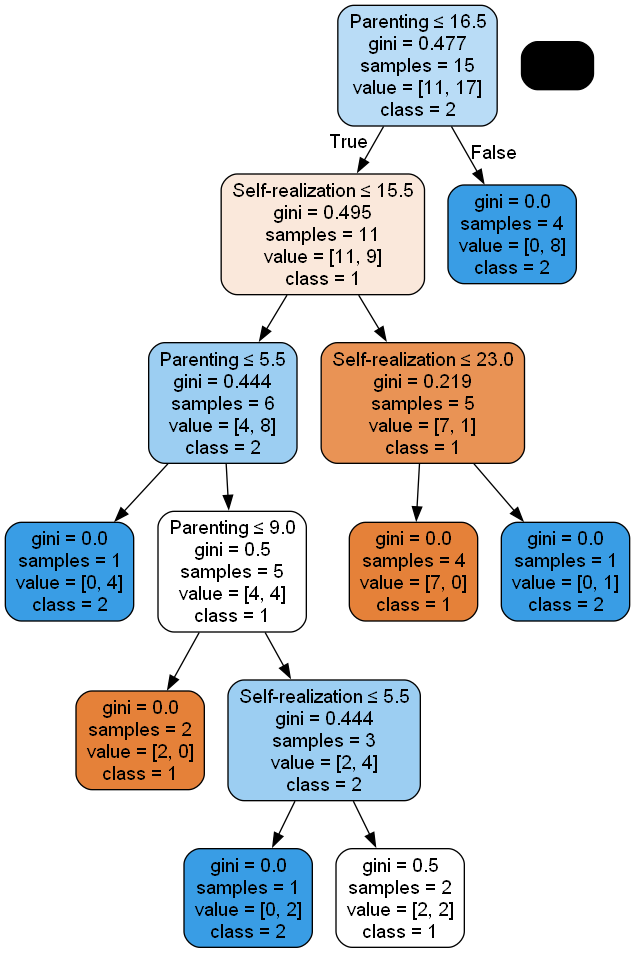 Parenting ≤ 16.5
gini = 0.477
samples = 15
value = [11, 17]
class = 2
True
False
Self-realization ≤ 15.5
gini = 0.495
samples = 11
value = [11, 9]
class = 1
gini = 0.0
samples = 4
value = [0, 8]
class = 2
Parenting ≤ 5.5
gini = 0.444
samples = 6
value = [4, 8]
class = 2
Self-realization ≤ 23.0
gini = 0.219
samples = 5
value = [7, 1]
class = 1
gini = 0.0
samples = 1
value = [0, 4]
class = 2
Parenting ≤ 9.0
gini = 0.5
samples = 5
value = [4, 4]
class = 1
gini = 0.0
samples = 4
value = [7, 0]
class = 1
gini = 0.0
samples = 1
value = [0, 1]
class = 2
gini = 0.0
samples = 2
value = [2, 0]
class = 1
Self-realization ≤ 5.5
gini = 0.444
samples = 3
value = [2, 4]
class = 2
gini = 0.0
samples = 1
value = [0, 2]
class = 2
gini = 0.5
samples = 2
value = [2, 2]
class = 1